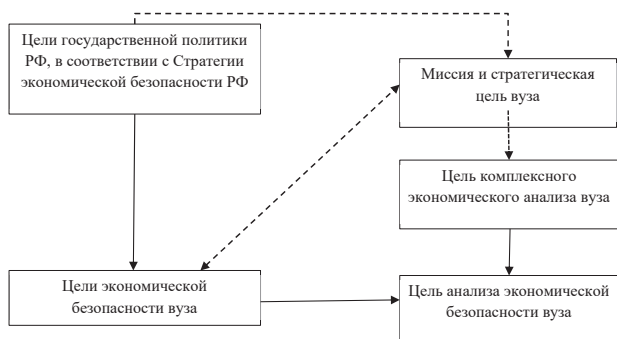 Цели государственной политики
РФ, в соответствии с Стратегии
экономической безопасности РФ
Миссия и стратегическая
цель вуза
Цель комплексного
экономического анализа вуза
Цели экономической
безопасности вуза
Цель анализа экономической
безопасности вуза